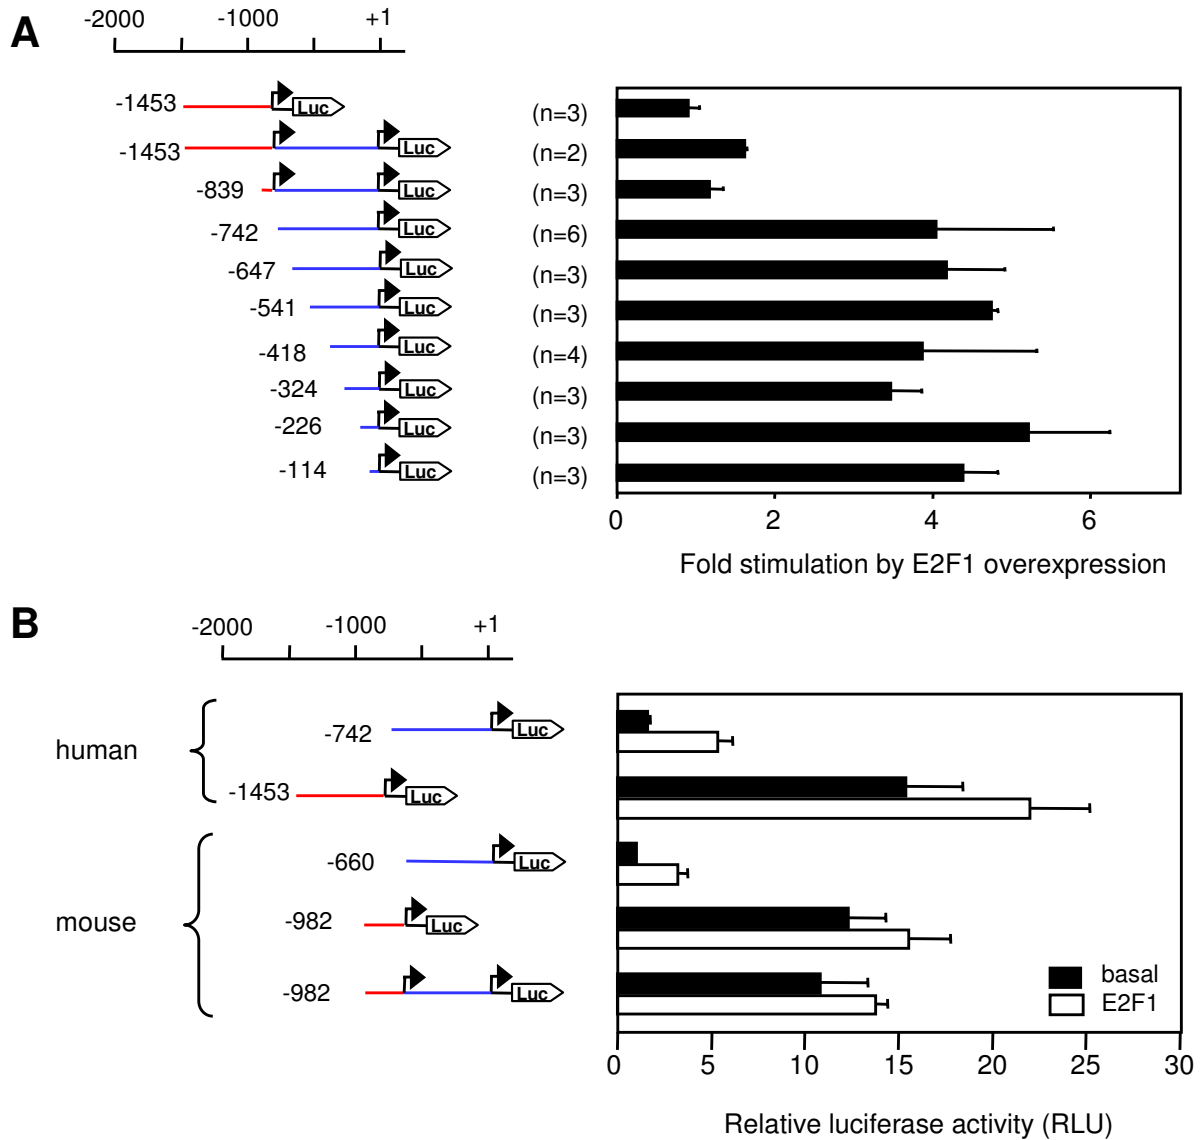 A
-2000 -1000 +1
-1453 Luc (n=3)
-1453 Luc (n=2)
-839 Luc (n=3)
-742 Luc (n=6)
-647 Luc (n=3)
-541 Luc (n=3)
-418 Luc (n=4)
-324 Luc (n=3)
-226 Luc (n=3)
-114 Luc (n=3)
0 2 4 6
Fold stimulation by E2F1 overexpression
B
-2000 -1000 +1
human
-742 Luc
-1453 Luc
mouse
-660 Luc
-982 Luc
-982 Luc
basal
E2F1
0 5 10 15 20 25 30
Relative luciferase activity (RLU)